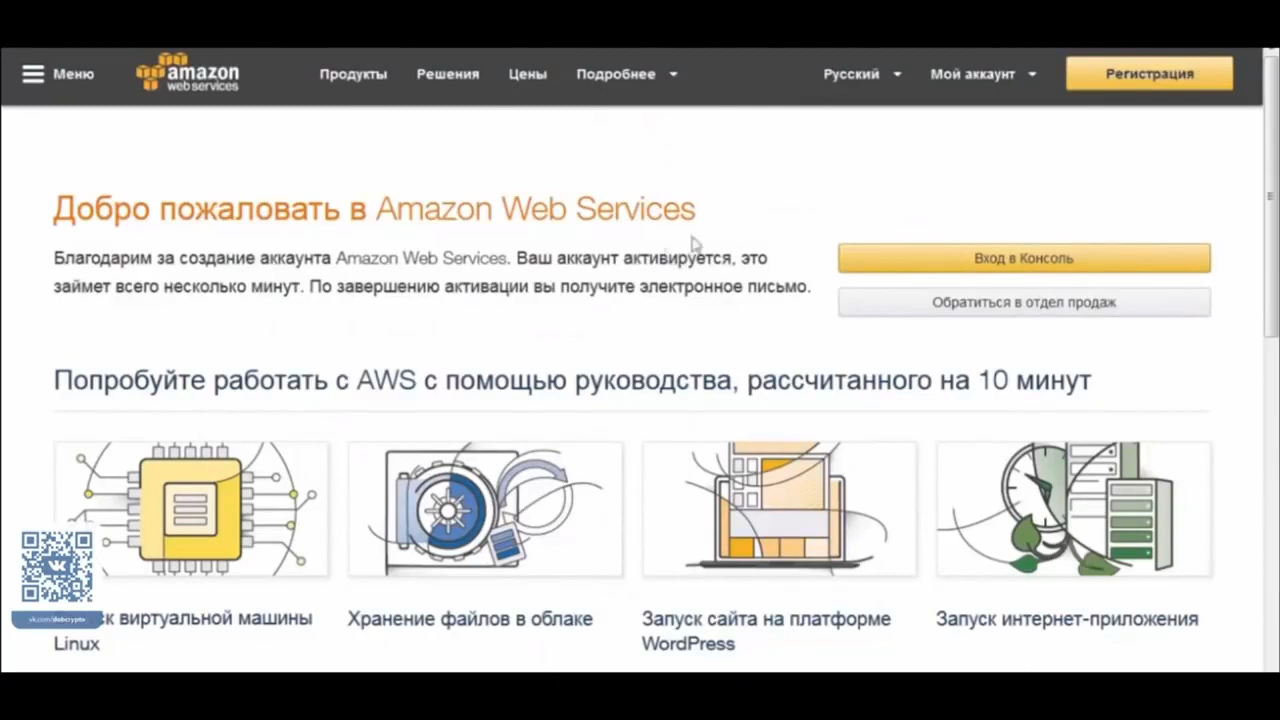 Меню
amazon
web services
Продукты
Решения
Цены
Подробнее
Русский
Мой аккаунт
Регистрация
Добро пожаловать в Amazon Web Services
Благодарим за создание аккаунта Amazon Web Services. Ваш аккаунт активируется, это
займет всего несколько минут. По завершению активации вы получите электронное письмо.
Вход в Консоль
Обратиться в отдел продаж
Попробуйте работать с AWS с помощью руководства, рассчитанного на 10 минут
виртуальной машины
Linux
Хранение файлов в облаке
Запуск сайта на платформе
WordPress
Запуск интернет-приложения